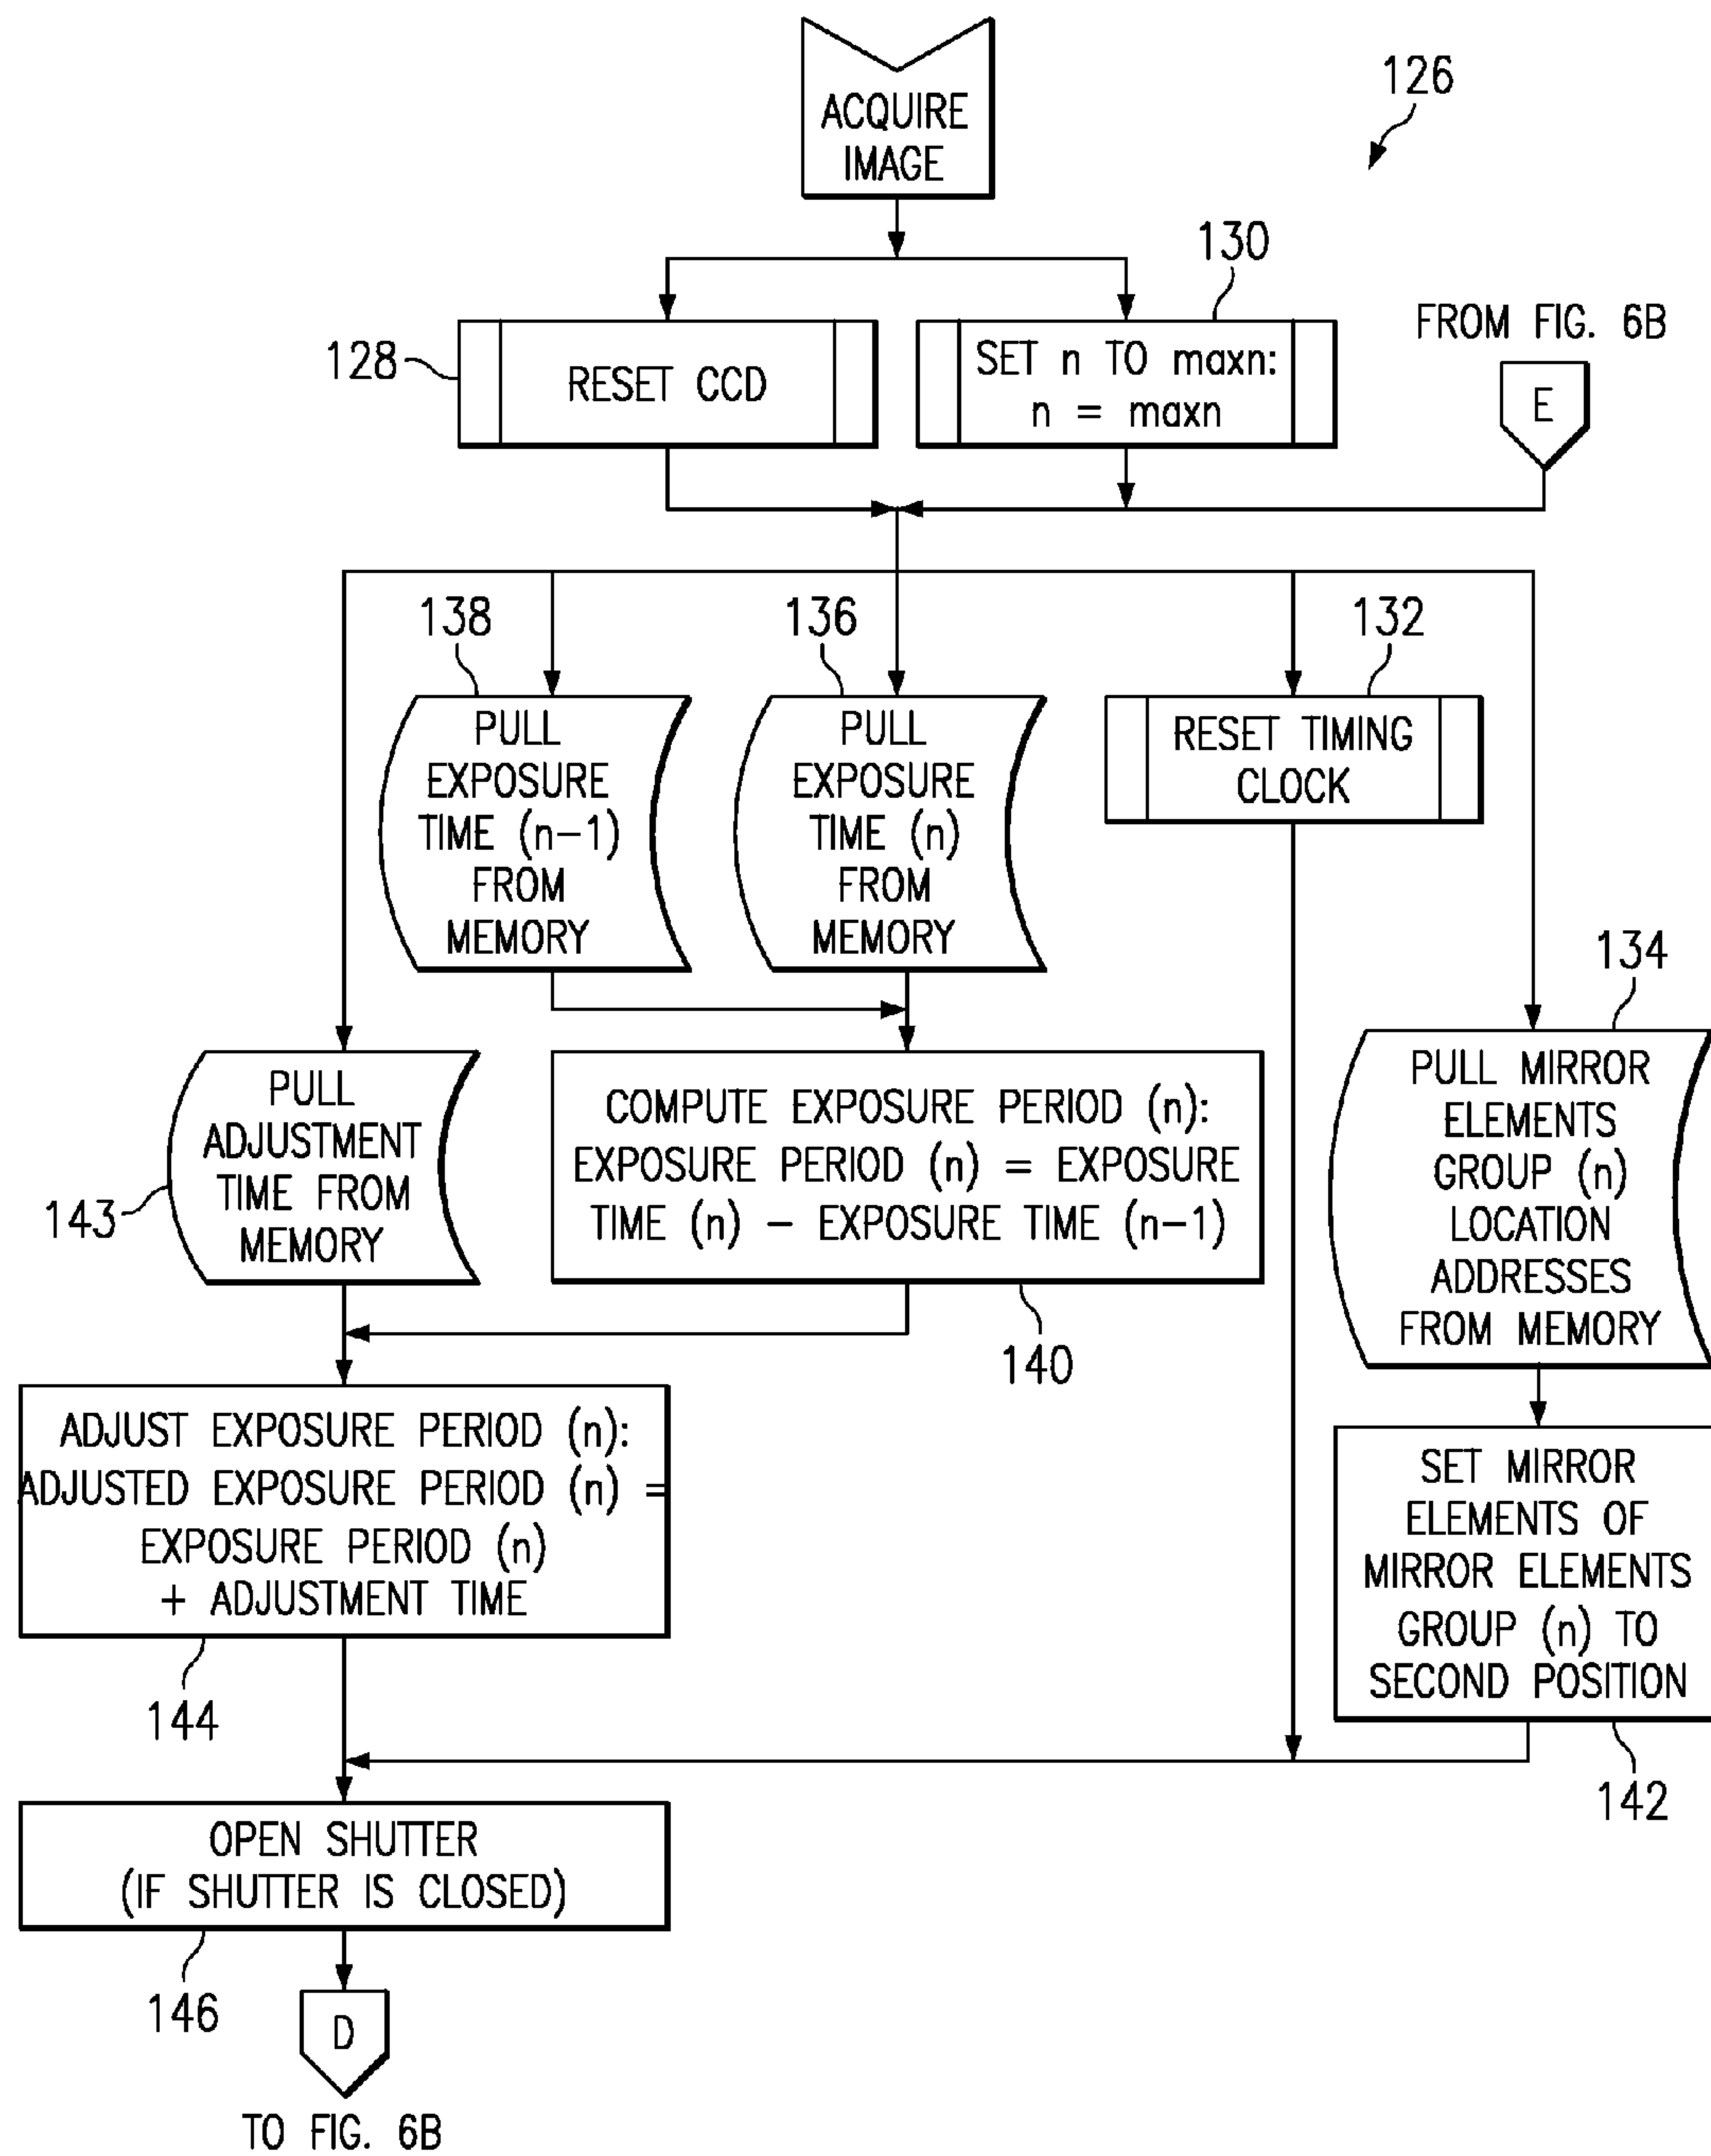 ACQUIRE
IMAGE
126
130
128
RESET CCD
SET n TO maxn:
n = maxn
FROM FIG. 6B
E
138
136
132
PULL
EXPOSURE
TIME (n-1)
FROM
MEMORY
PULL
EXPOSURE
TIME (n)
FROM
MEMORY
RESET TIMING
CLOCK
134
PULL
ADJUSTMENT
TIME FROM
MEMORY
143
COMPUTE EXPOSURE PERIOD (n):
EXPOSURE PERIOD (n) = EXPOSURE
TIME (n) - EXPOSURE TIME (n-1)
140
PULL MIRROR
ELEMENTS
GROUP (n)
LOCATION
ADDRESSES
FROM MEMORY
ADJUST EXPOSURE PERIOD (n):
ADJUSTED EXPOSURE PERIOD (n) =
EXPOSURE PERIOD (n)
+ ADJUSTMENT TIME
144
SET MIRROR
ELEMENTS OF
MIRROR ELEMENTS
GROUP (n) TO
SECOND POSITION
142
OPEN SHUTTER
(IF SHUTTER IS CLOSED)
146
D
TO FIG. 6B